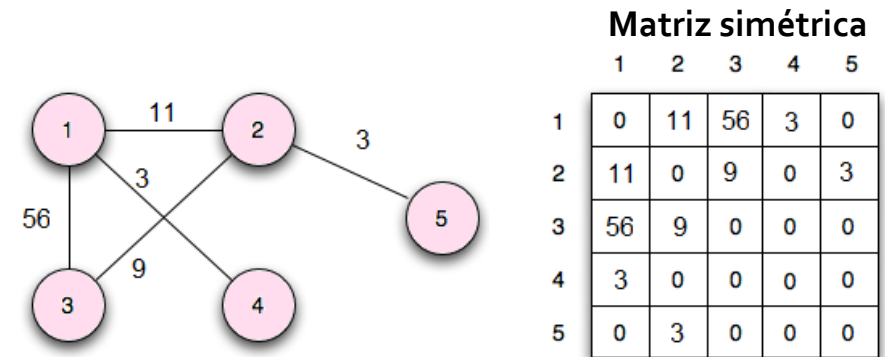 Matriz simétrica
1 2 3 4 5
1 0 11 56 3 0
2 11 0 9 0 3
3 56 9 0 0 0
4 3 0 0 0 0
5 0 3 0 0 0
1 11 2 3
3
56 5
9
3 4